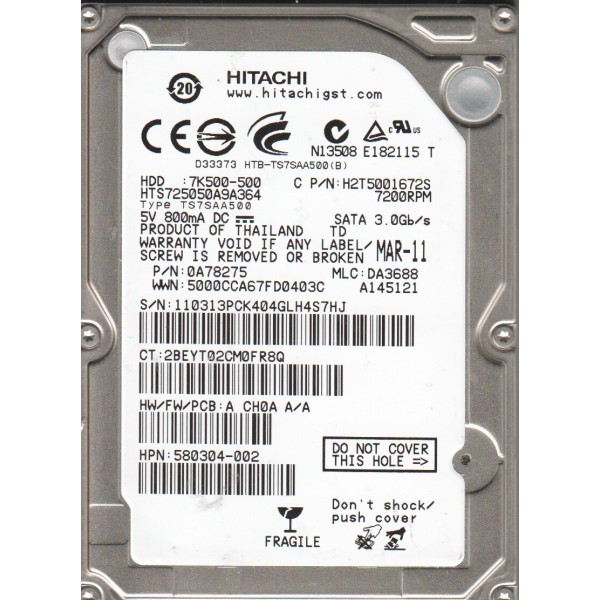 20
HITACHI
www.hitachigst.com
CE
N13508 E182115 T
D33373 HTB-TS7SAA500(B)
HDD :7K500-500 C P/N:H2T5001672S
HTS725050A9A364 7200RPM
Type TS7SAA500
5V 800mA DC SATA 3.0Gb/s
PRODUCT OF THAILAND TD
WARRANTY VOID IF ANY LABEL/
SCREW IS REMOVED OR BROKEN MAR-11
P/N:0A78275 MLC:DA3688
WWN:5000CCA67FD0403C A145121
S/N:110313PCK404GLH4S7HJ
CT:2BEYT02CM0FR8Q
HW/FW/PCB:A CH0A A/A
HPN:580304-002
DO NOT COVER
THIS HOLE =>
Don't shock/
push cover
FRAGILE